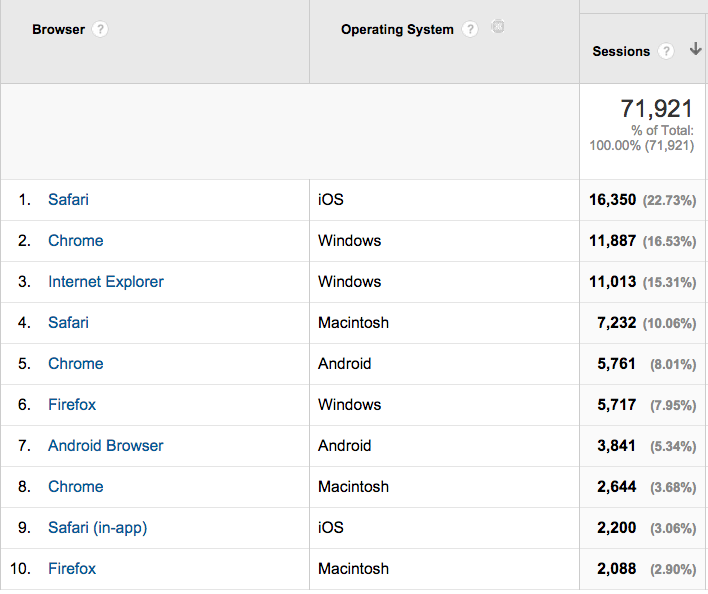 Browser ? Operating System ?
Sessions ?
71,921
% of Total:
100.00% (71,921)
1. Safari iOS 16,350 (22.73%)
2. Chrome Windows 11,887 (16.53%)
3. Internet Explorer Windows 11,013 (15.31%)
4. Safari Macintosh 7,232 (10.06%)
5. Chrome Android 5,761 (8.01%)
6. Firefox Windows 5,717 (7.95%)
7. Android Browser Android 3,841 (5.34%)
8. Chrome Macintosh 2,644 (3.68%)
9. Safari (in-app) iOS 2,200 (3.06%)
10. Firefox Macintosh 2,088 (2.90%)